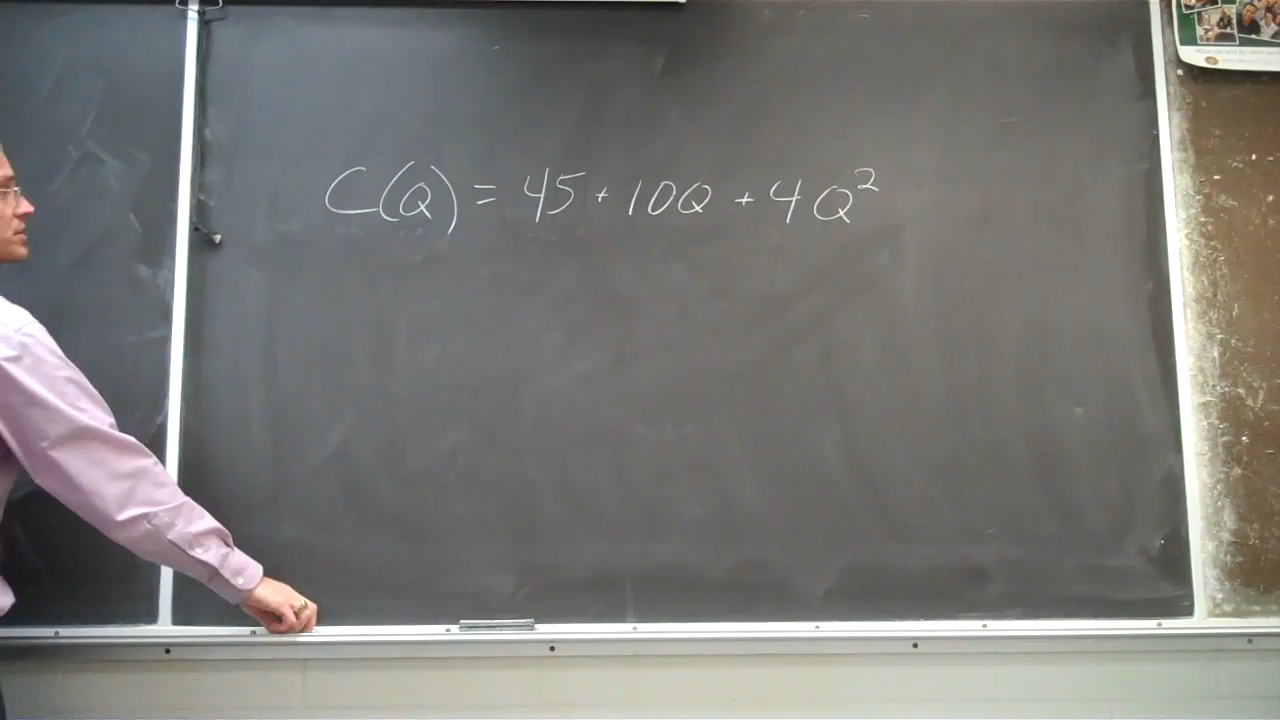 C(Q) = 45 + 10Q + 4Q²